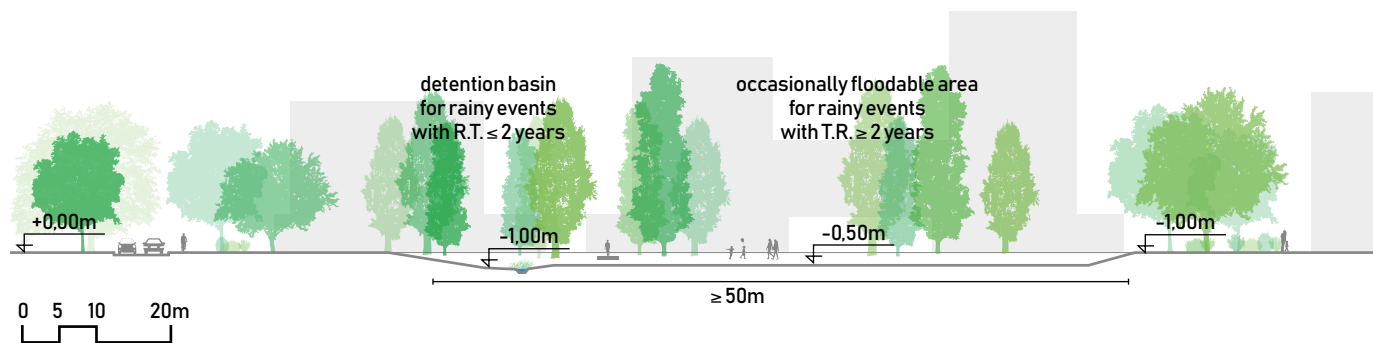 detention basin
for rainy events
with R.T. ≤ 2 years
occasionally floodable area
for rainy events
with T.R. ≥ 2 years
+0,00m
-1,00m
-0,50m
-1,00m
≥ 50m
0 5 10 20m